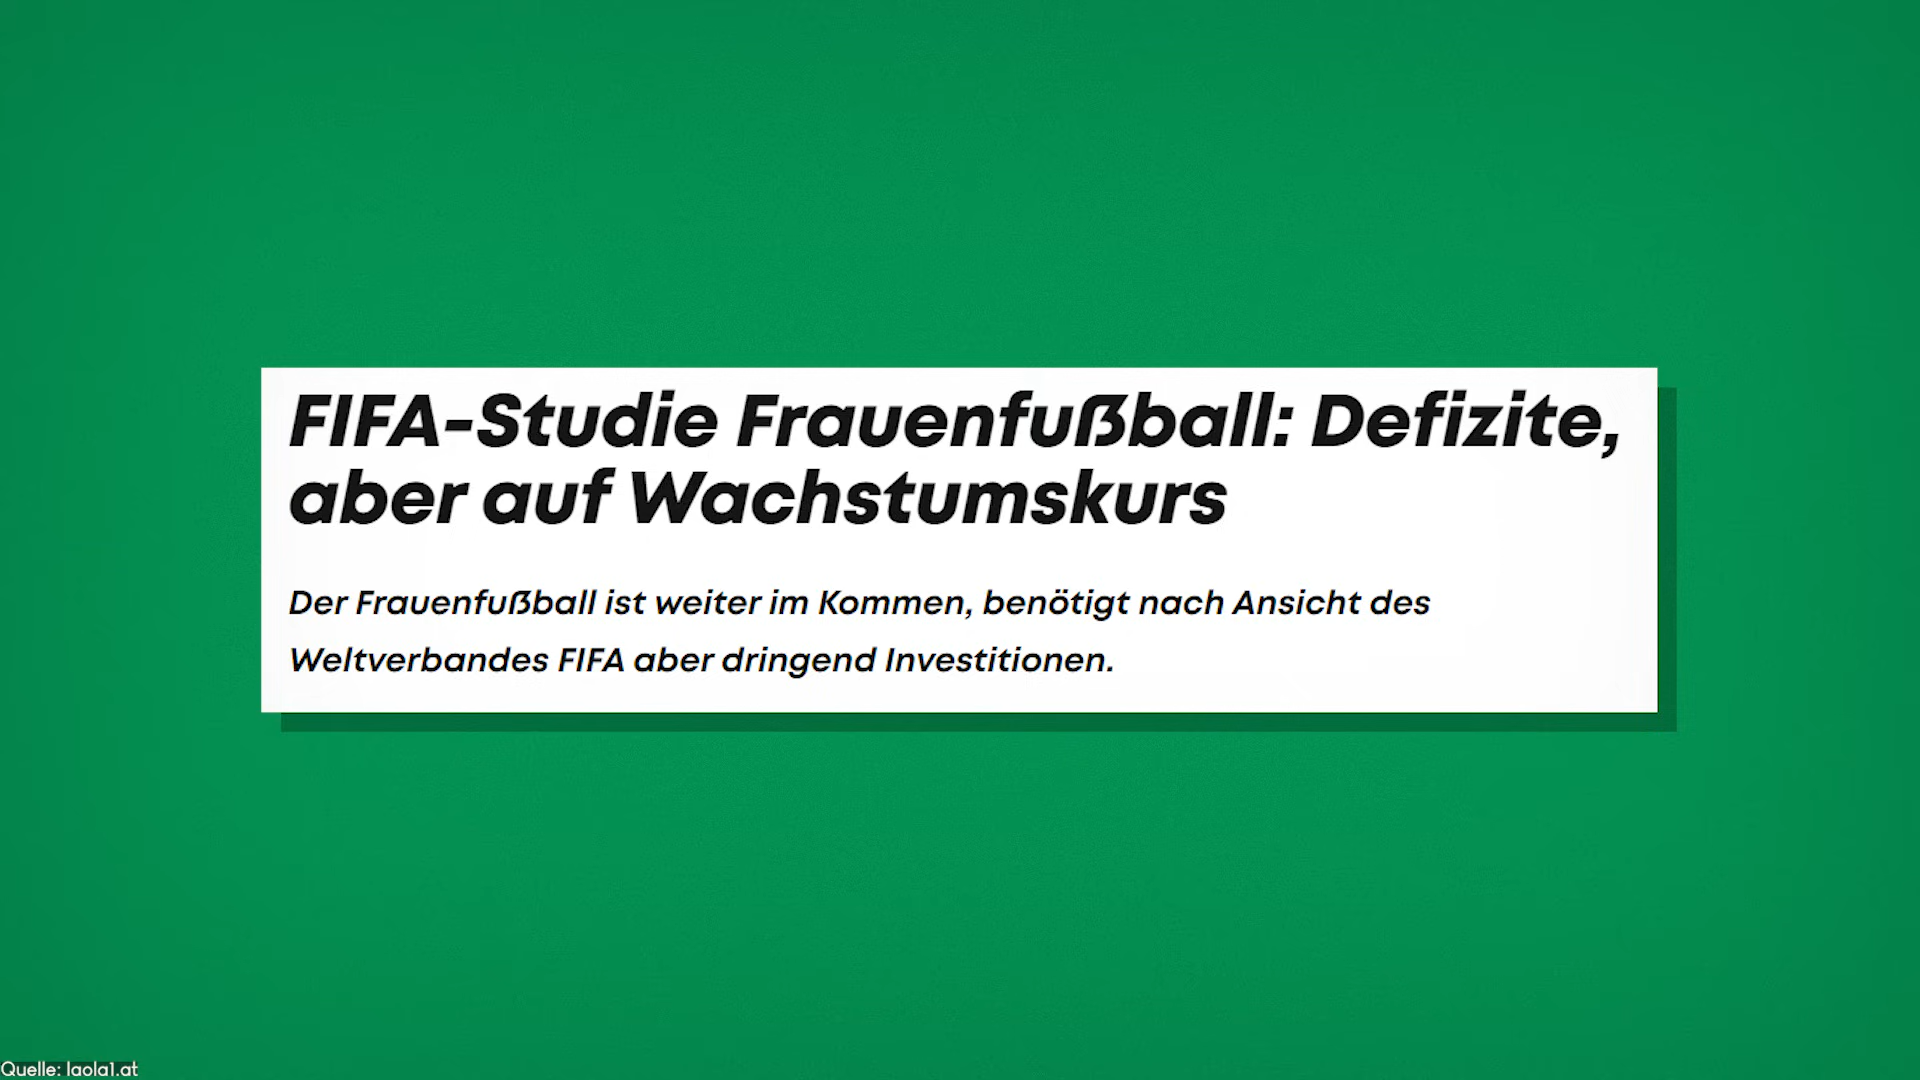 FIFA-Studie Frauenfußball: Defizite,
aber auf Wachstumskurs
Der Frauenfußball ist weiter im Kommen, benötigt nach Ansicht des
Weltverbandes FIFA aber dringend Investitionen.
Quelle: laola1.at